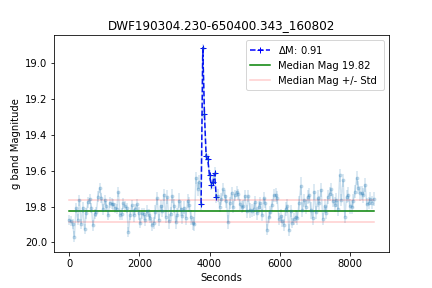 DWF190304.230-650400.343_160802
ΔM: 0.91
Median Mag 19.82
Median Mag +/- Std
g band Magnitude
19.0
19.2
19.4
19.6
19.8
20.0
0 2000 4000 6000 8000
Seconds